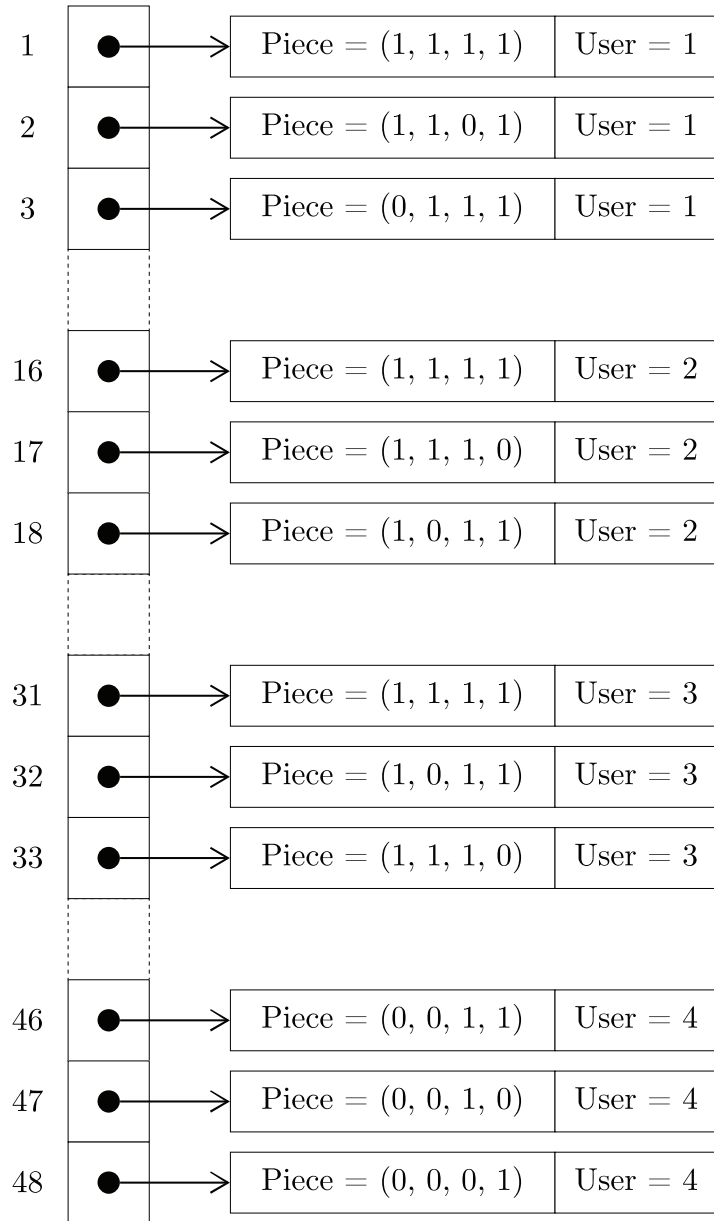 1 Piece = (1, 1, 1, 1) User = 1
2 Piece = (1, 1, 0, 1) User = 1
3 Piece = (0, 1, 1, 1) User = 1
16 Piece = (1, 1, 1, 1) User = 2
17 Piece = (1, 1, 1, 0) User = 2
18 Piece = (1, 0, 1, 1) User = 2
31 Piece = (1, 1, 1, 1) User = 3
32 Piece = (1, 0, 1, 1) User = 3
33 Piece = (1, 1, 1, 0) User = 3
46 Piece = (0, 0, 1, 1) User = 4
47 Piece = (0, 0, 1, 0) User = 4
48 Piece = (0, 0, 0, 1) User = 4